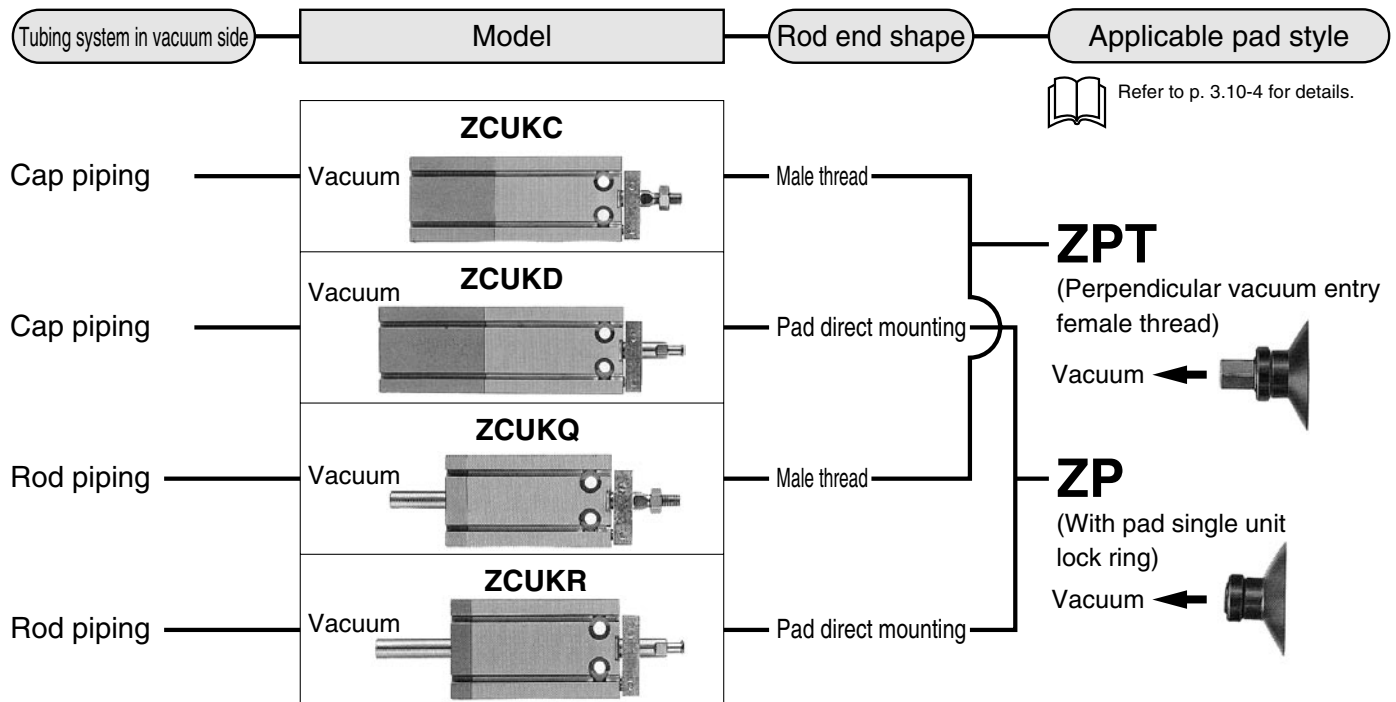 Tubing system in vacuum side
Model
Rod end shape
Applicable pad style
Refer to p. 3.10-4 for details.
Cap piping
Vacuum
ZCUKC
Male thread
Cap piping
Vacuum
ZCUKD
Pad direct mounting
Rod piping
Vacuum
ZCUKQ
Male thread
Rod piping
Vacuum
ZCUKR
Pad direct mounting
ZPT
(Perpendicular vacuum entry
female thread)
Vacuum
ZP
(With pad single unit
lock ring)
Vacuum